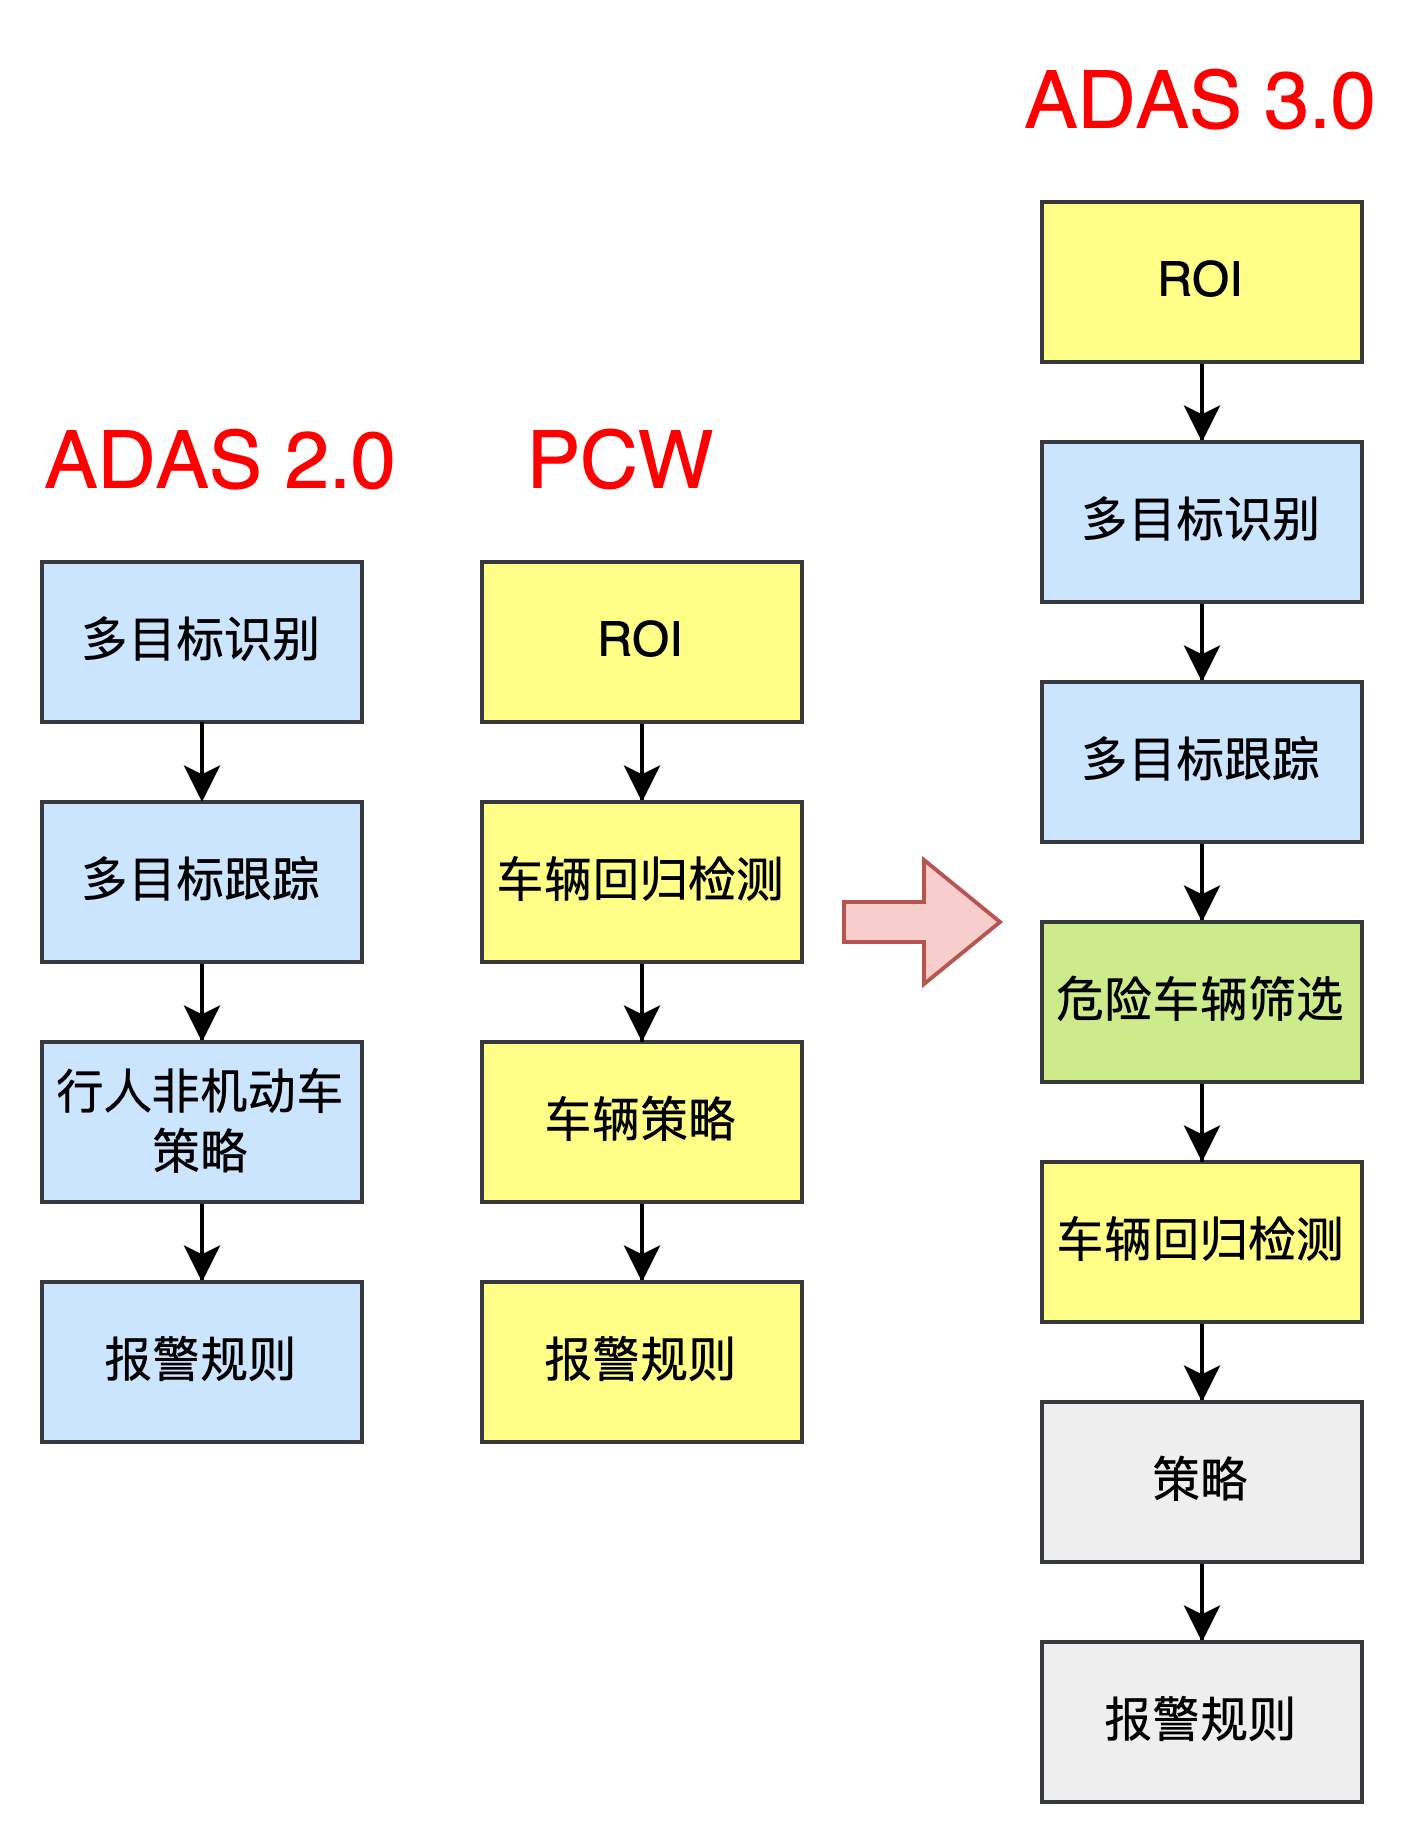 ADAS 2.0
多目标识别
多目标跟踪
行人非机动车
策略
报警规则
PCW
ROI
车辆回归检测
车辆策略
报警规则
ADAS 3.0
ROI
多目标识别
多目标跟踪
危险车辆筛选
车辆回归检测
策略
报警规则